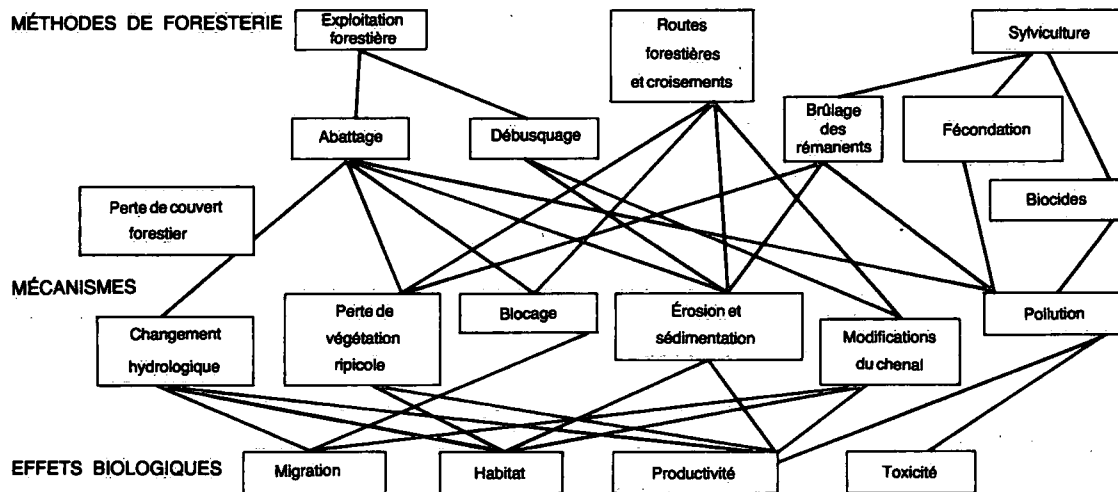 MÉTHODES DE FORESTERIE
Exploitation
forestière
Routes
forestières
et croisements
Sylviculture
Abattage
Débusquage
Brûlage
des
rémanents
Fécondation
Perte de couvert
forestier
Biocides
MÉCANISMES
Changement
hydrologique
Perte de
végétation
ripicole
Blocage
Érosion et
sédimentation
Modifications
du chenal
Pollution
EFFETS BIOLOGIQUES
Migration
Habitat
Productivité
Toxicité